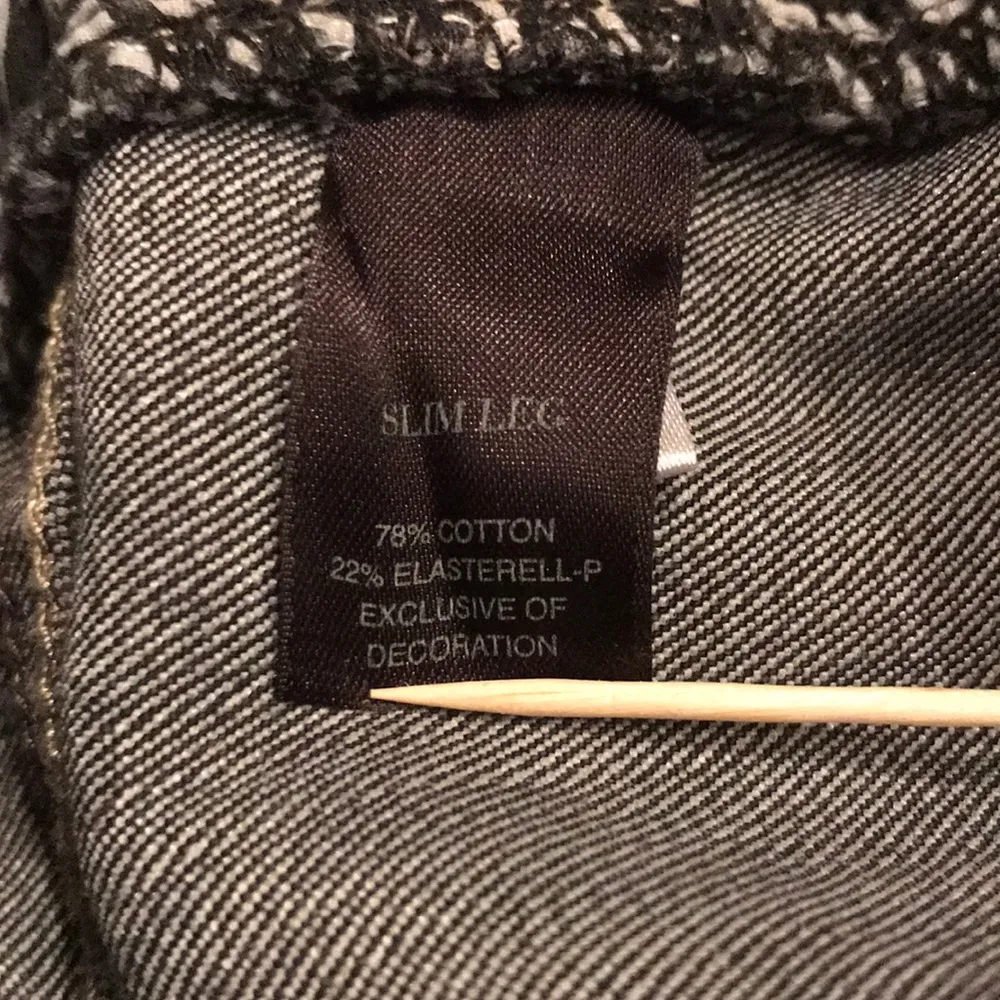 SLIM LEG
78% COTTON
22% ELASTERELL-P
EXCLUSIVE OF
DECORATION